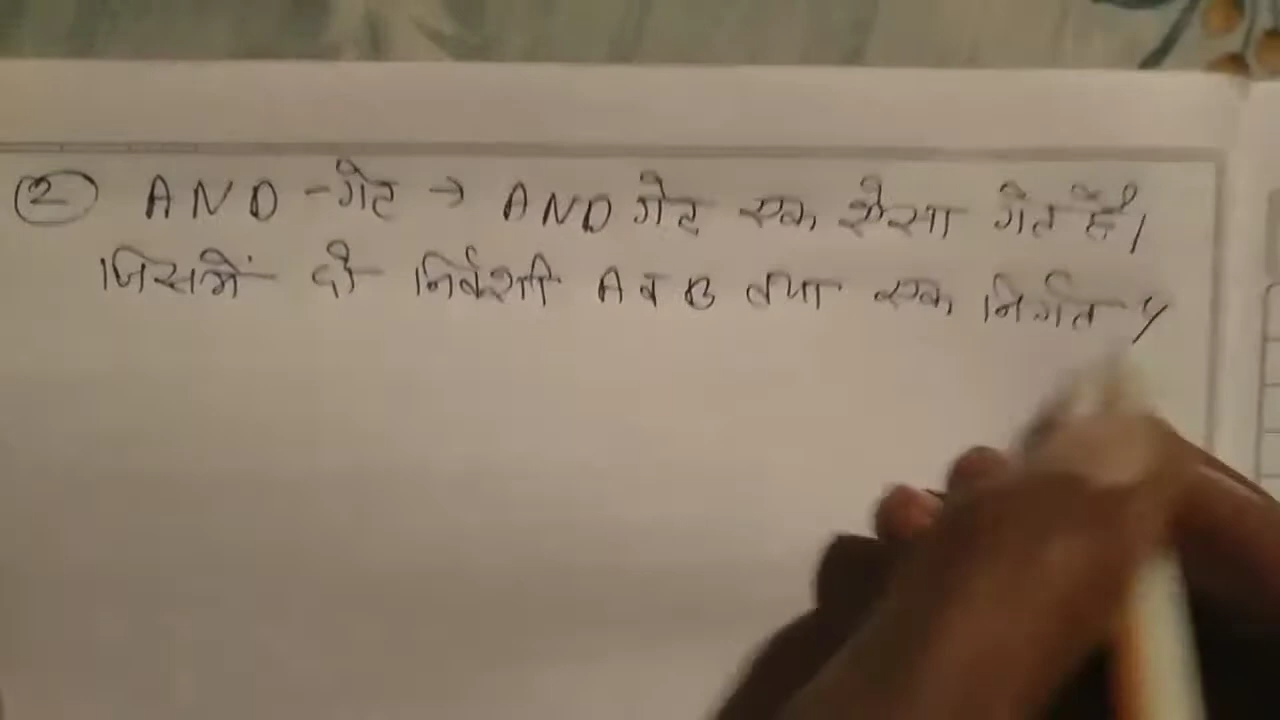 ② AND - गेट → AND गेट एक ऐसा गेट है।
जिसमें दो निवेशी A व B तथा एक निर्गत y